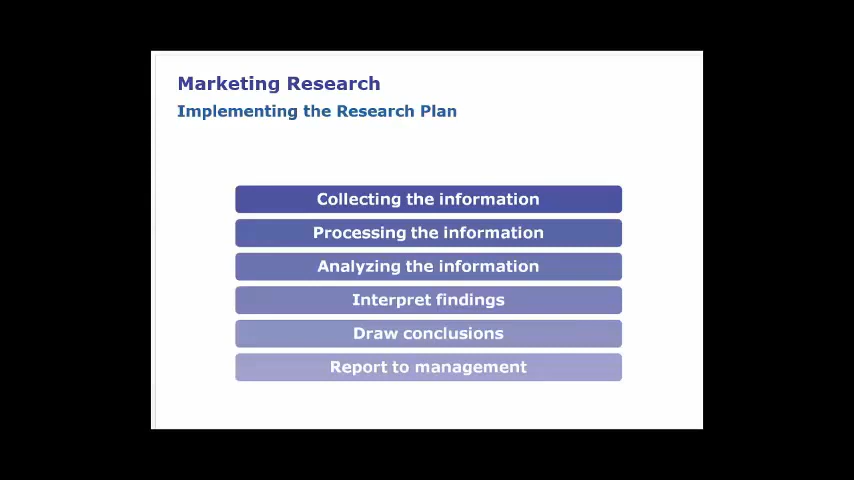 Marketing Research
Implementing the Research Plan
Collecting the information
Processing the information
Analyzing the information
Interpret findings
Draw conclusions
Report to management